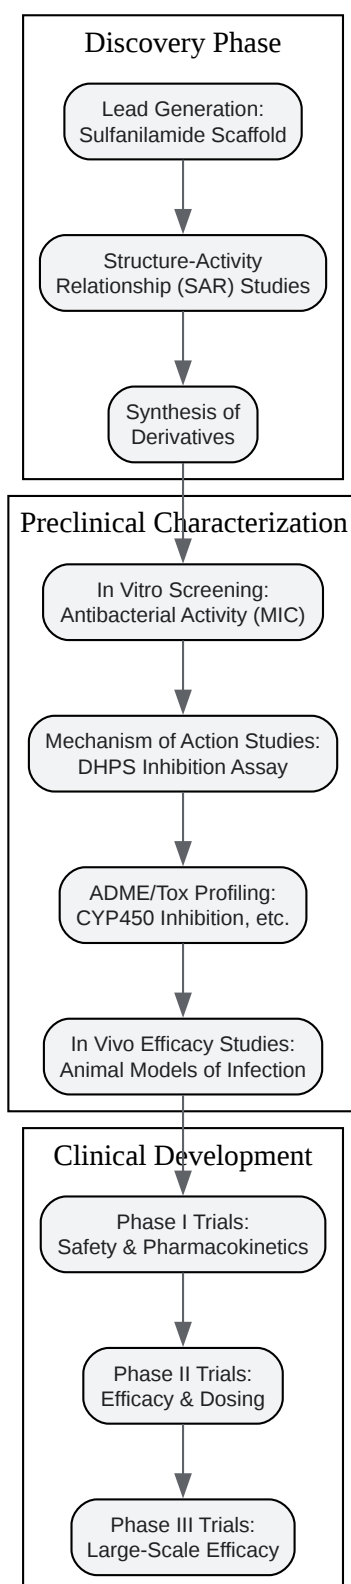 Discovery Phase
Lead Generation:
Sulfanilamide Scaffold
Structure-Activity
Relationship (SAR) Studies
Synthesis of
Derivatives
Preclinical Characterization
In Vitro Screening:
Antibacterial Activity (MIC)
Mechanism of Action Studies:
DHPS Inhibition Assay
ADME/Tox Profiling:
CYP450 Inhibition, etc.
In Vivo Efficacy Studies:
Animal Models of Infection
Clinical Development
Phase I Trials:
Safety & Pharmacokinetics
Phase II Trials:
Efficacy & Dosing
Phase III Trials:
Large-Scale Efficacy